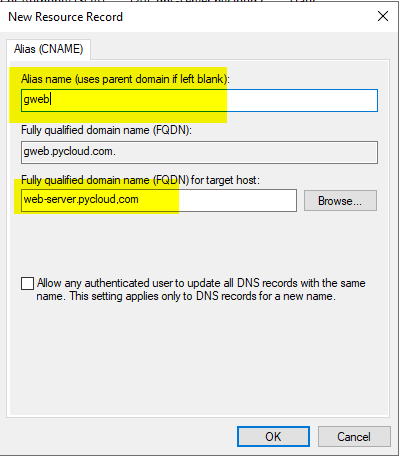 New Resource Record
Alias (CNAME)
Alias name (uses parent domain if left blank):
gweb
Fully qualified domain name (FQDN):
gweb.pycloud.com.
Fully qualified domain name (FQDN) for target host:
web-server.pycloud,com
Browse...
Allow any authenticated user to update all DNS records with the same
name. This setting applies only to DNS records for a new name.
OK
Cancel